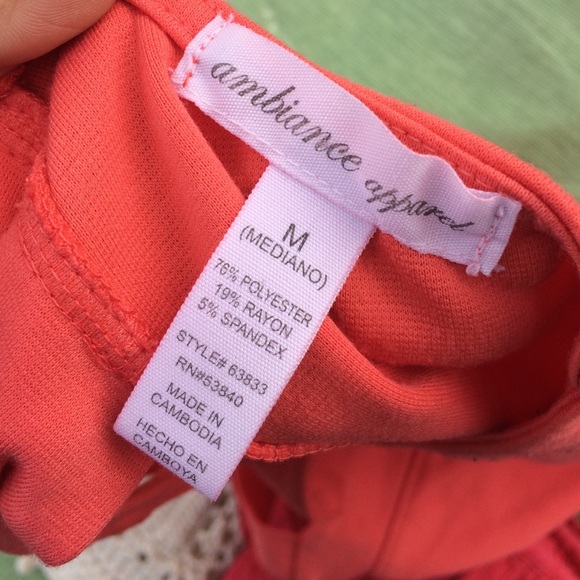 ambiance apparel
M
(MEDIANO)
76% POLYESTER
19% RAYON
5% SPANDEX
STYLE# 63833
RN#53840
MADE IN
CAMBODIA
HECHO EN
CAMBOYA